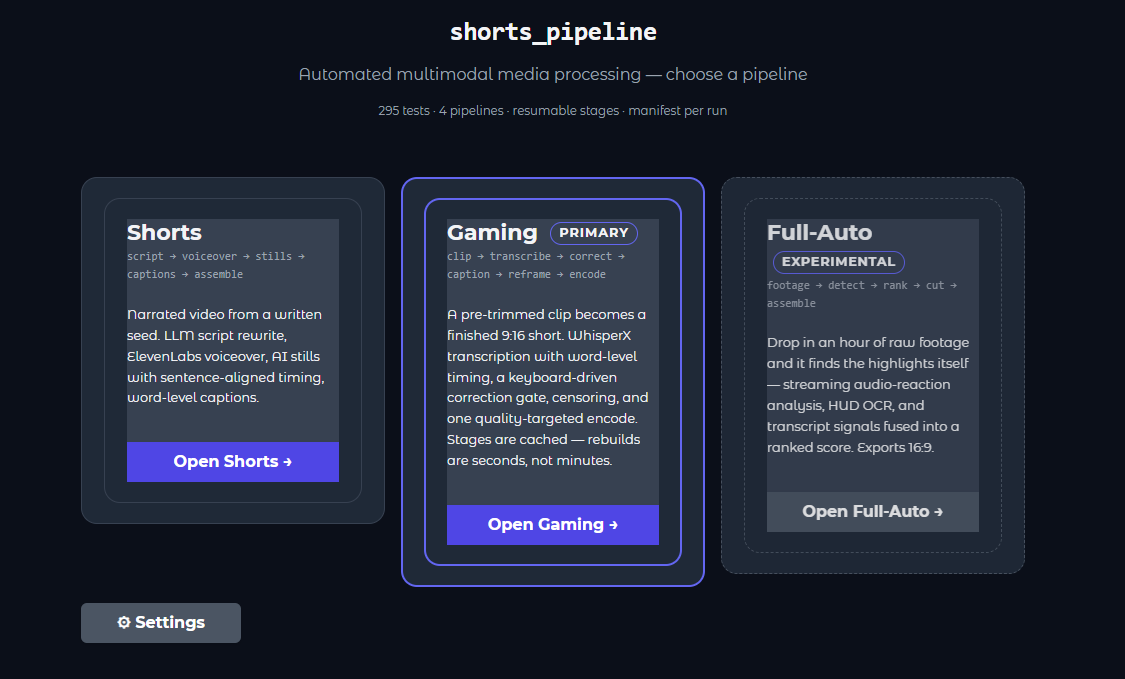 shorts_pipeline
Automated multimodal media processing — choose a pipeline
295 tests · 4 pipelines · resumable stages · manifest per run
Shorts
script → voiceover → stills →
captions → assemble
Narrated video from a written
seed. LLM script rewrite,
ElevenLabs voiceover, AI stills
with sentence-aligned timing,
word-level captions.
Open Shorts →
Gaming PRIMARY
clip → transcribe → correct →
caption → reframe → encode
A pre-trimmed clip becomes a
finished 9:16 short. WhisperX
transcription with word-level
timing, a keyboard-driven
correction gate, censoring, and
one quality-targeted encode.
Stages are cached — rebuilds
are seconds, not minutes.
Open Gaming →
Full-Auto
EXPERIMENTAL
footage → detect → rank → cut →
assemble
Drop in an hour of raw footage
and it finds the highlights itself
— streaming audio-reaction
analysis, HUD OCR, and
transcript signals fused into a
ranked score. Exports 16:9.
Open Full-Auto →
⚙ Settings